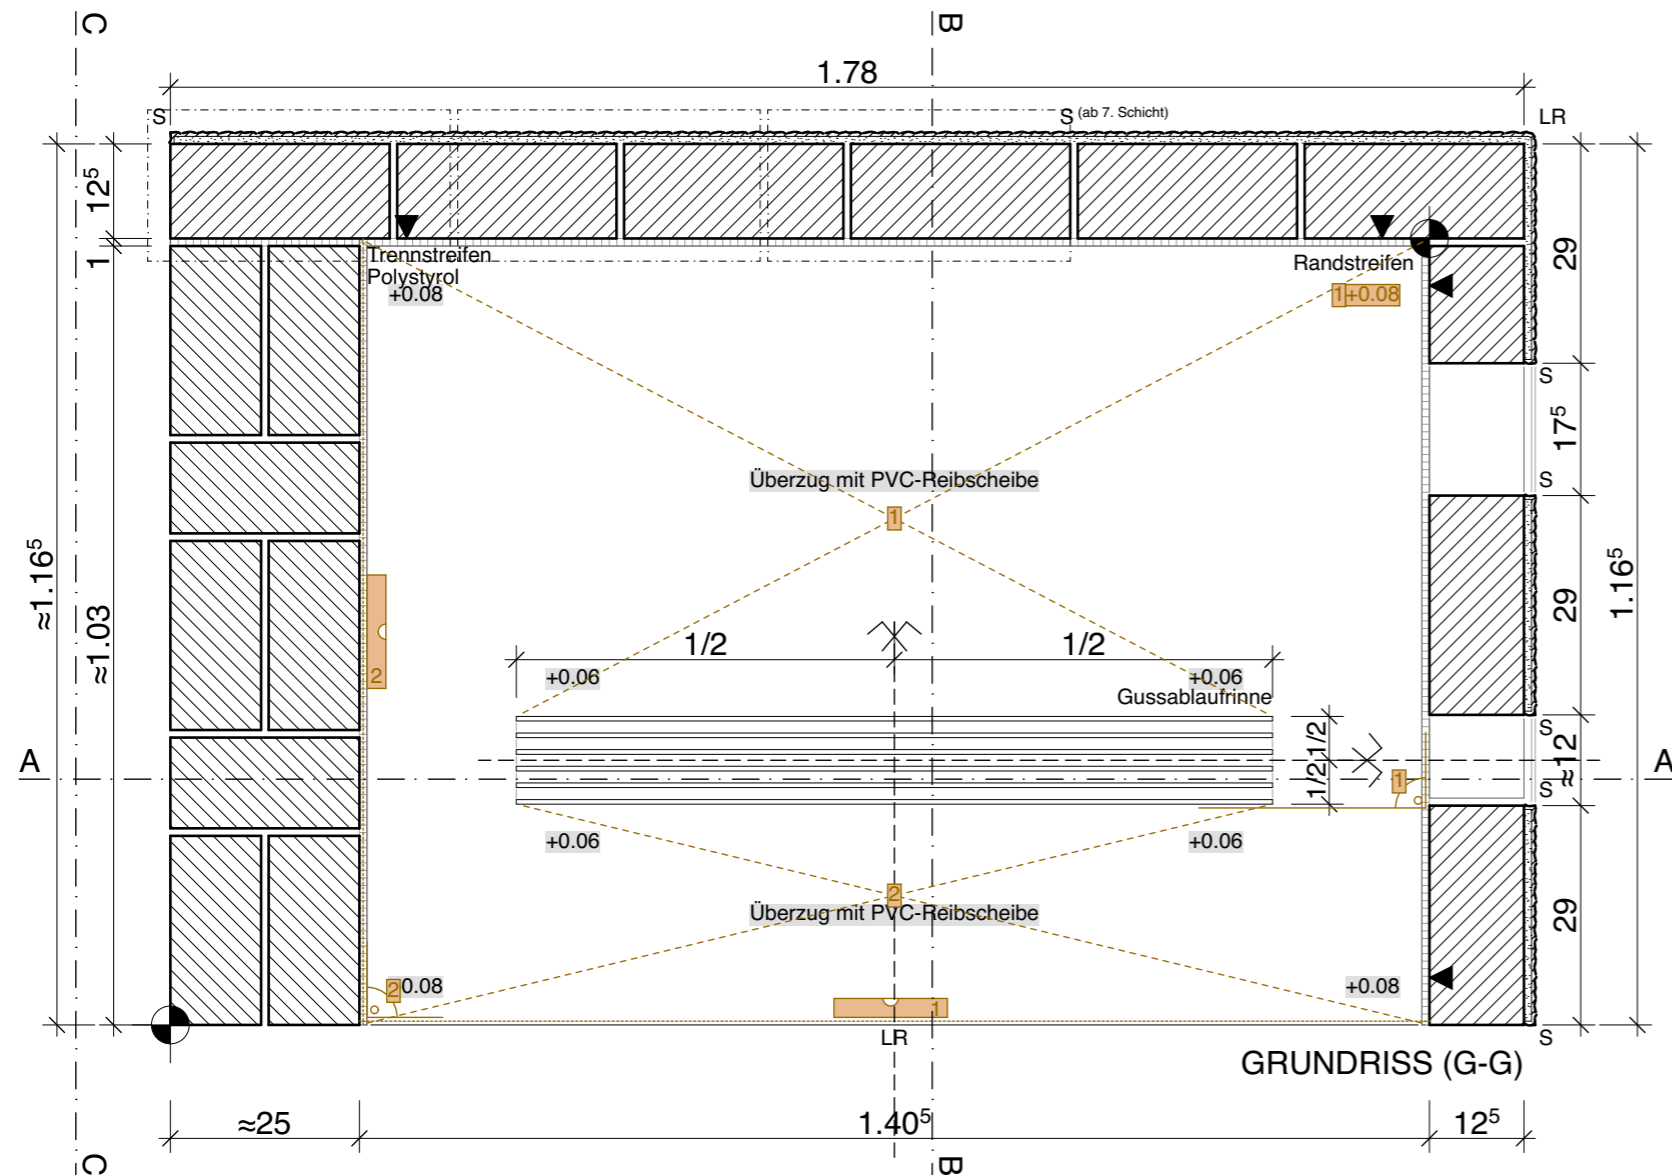 C
B
1.78
S
S (ab 7. Schicht)
LR
12⁵
1
Trennstreifen
Polystyrol
+0.08
Randstreifen
1+0.08
29
S
17⁵
S
Überzug mit PVC-Reibscheibe
1
≈1.16⁵
≈1.03
29
1.16⁵
2
1/2
1/2
+0.06
+0.06
Gussablaufrinne
S
1/2
1/2
≈12
A
A
1
S
+0.06
+0.06
2
Überzug mit PVC-Reibscheibe
29
2
0.08
+0.08
1
LR
S
GRUNDRISS (G-G)
≈25
1.40⁵
12⁵
C
B